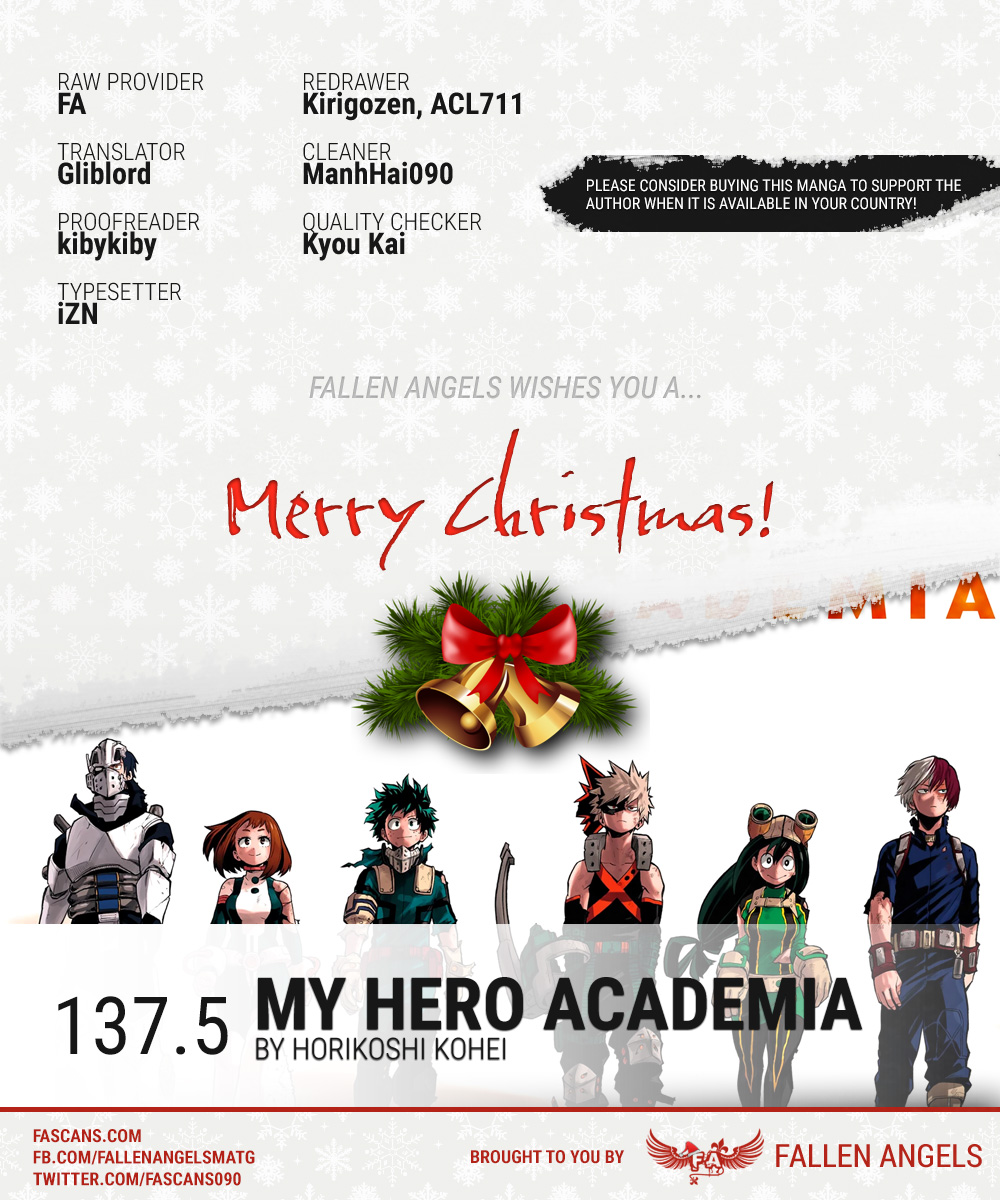 RAW PROVIDER
FA
TRANSLATOR
Gliblord
PROOFREADER
kibykiby
TYPESETTER
iZN
REDRAWER
Kirigozen, ACL711
CLEANER
ManhHai090
QUALITY CHECKER
Kyou Kai
PLEASE CONSIDER BUYING THIS MANGA TO SUPPORT THE
AUTHOR WHEN IT IS AVAILABLE IN YOUR COUNTRY!
FALLEN ANGELS WISHES YOU A...
Merry Christmas!
ADEMIA
137.5
MY HERO ACADEMIA
BY HORIKOSHI KOHEI
FASCANS.COM
FB.COM/FALLENANGELSMATG
TWITTER.COM/FASCANS090
BROUGHT TO YOU BY
FA
FALLEN ANGELS